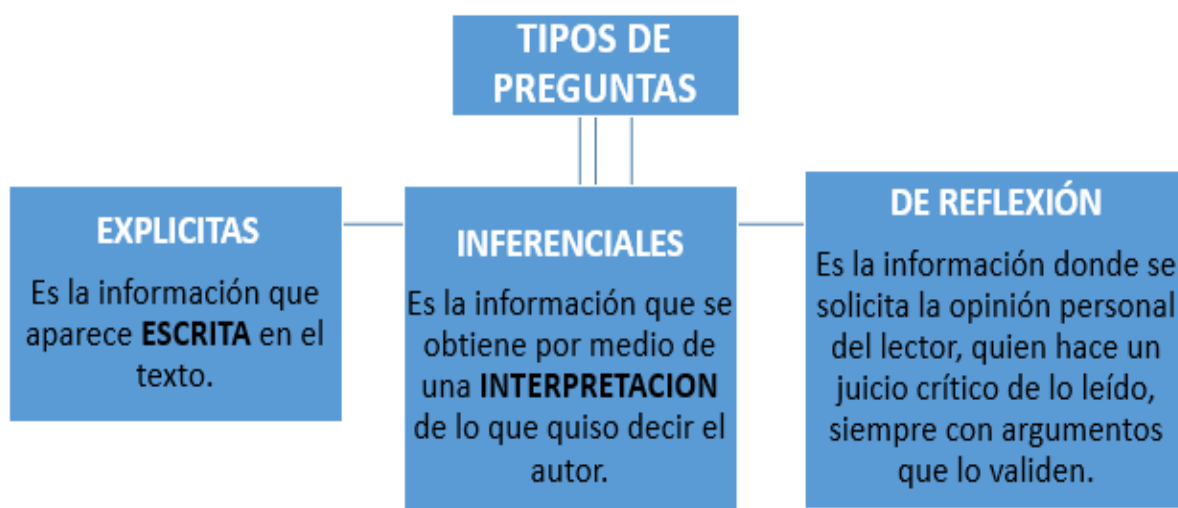 TIPOS DE
PREGUNTAS
EXPLICITAS
Es la información que
aparece ESCRITA en el
texto.
INFERENCIALES
Es la información que se
obtiene por medio de
una INTERPRETACION
de lo que quiso decir el
autor.
DE REFLEXIÓN
Es la información donde se
solicita la opinión personal
del lector, quien hace un
juicio crítico de lo leído,
siempre con argumentos
que lo validen.